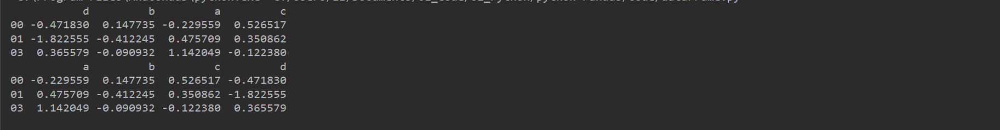 d b a c
00 -0.471830 0.147735 -0.229559 0.526517
01 -1.822555 -0.412245 0.475709 0.350862
03 0.365579 -0.090932 1.142049 -0.122380
a b c d
00 -0.229559 0.147735 0.526517 -0.471830
01 0.475709 -0.412245 0.350862 -1.822555
03 1.142049 -0.090932 -0.122380 0.365579